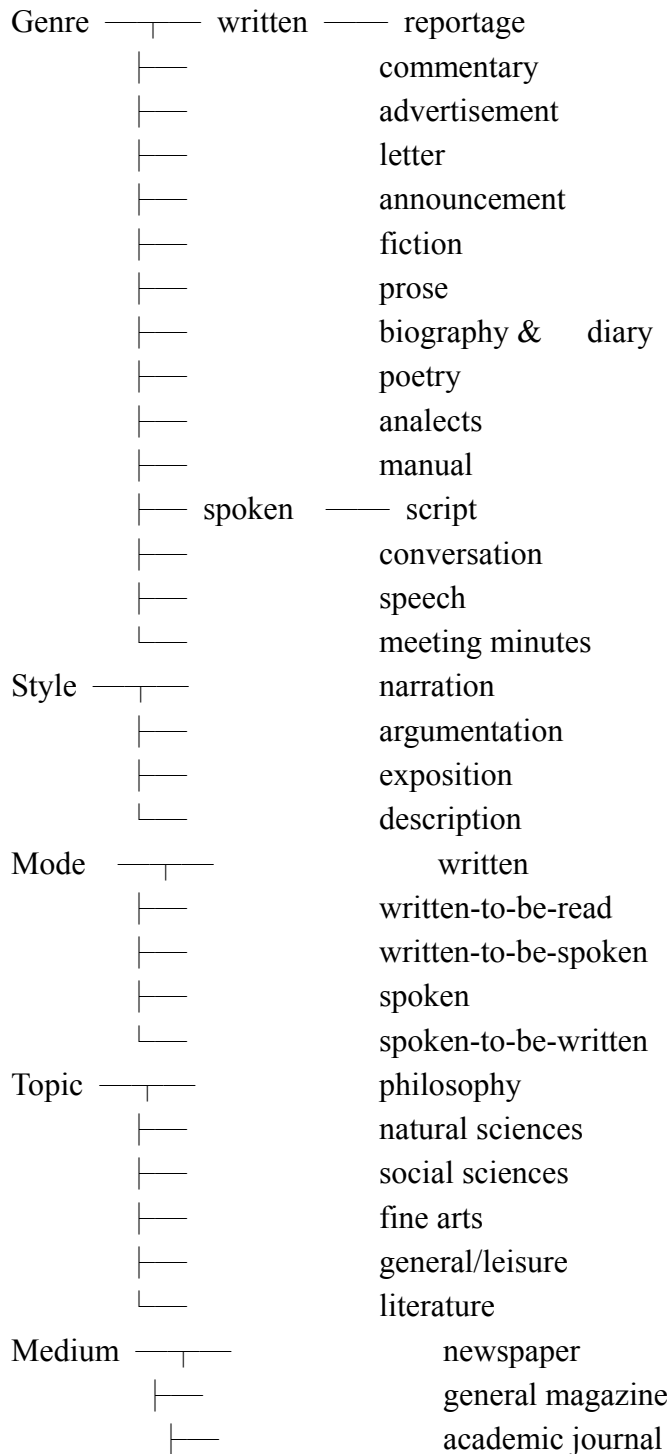 Genre ——┬—— written —— reportage
├—— commentary
├—— advertisement
├—— letter
├—— announcement
├—— fiction
├—— prose
├—— biography & diary
├—— poetry
├—— analects
├—— manual
├—— spoken —— script
├—— conversation
├—— speech
└—— meeting minutes
Style ——┬—— narration
├—— argumentation
├—— exposition
└—— description
Mode ——┬—— written
├—— written-to-be-read
├—— written-to-be-spoken
├—— spoken
└—— spoken-to-be-written
Topic ——┬—— philosophy
├—— natural sciences
├—— social sciences
├—— fine arts
├—— general/leisure
└—— literature
Medium ——┬—— newspaper
├—— general magazine
├—— academic journal